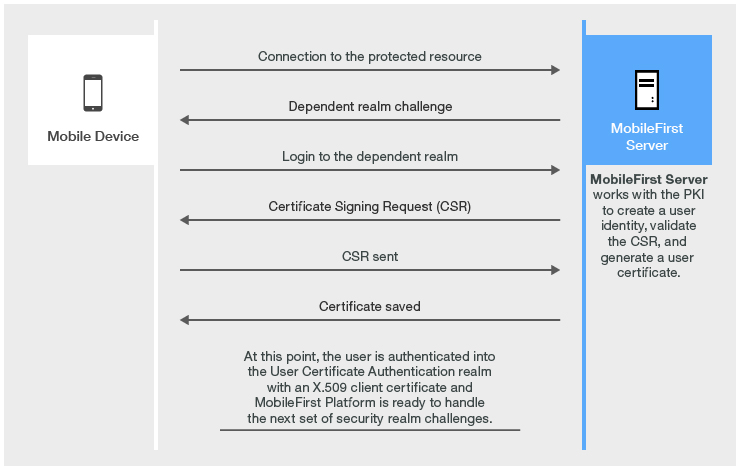 Connection to the protected resource
Mobile Device
Dependent realm challenge
MobileFirst
Server
Login to the dependent realm
MobileFirst Server
works with the PKI
to create a user
identity, validate
the CSR, and
generate a user
certificate.
Certificate Signing Request (CSR)
CSR sent
Certificate saved
At this point, the user is authenticated into
the User Certificate Authentication realm
with an X.509 client certificate and
MobileFirst Platform is ready to handle
the next set of security realm challenges.